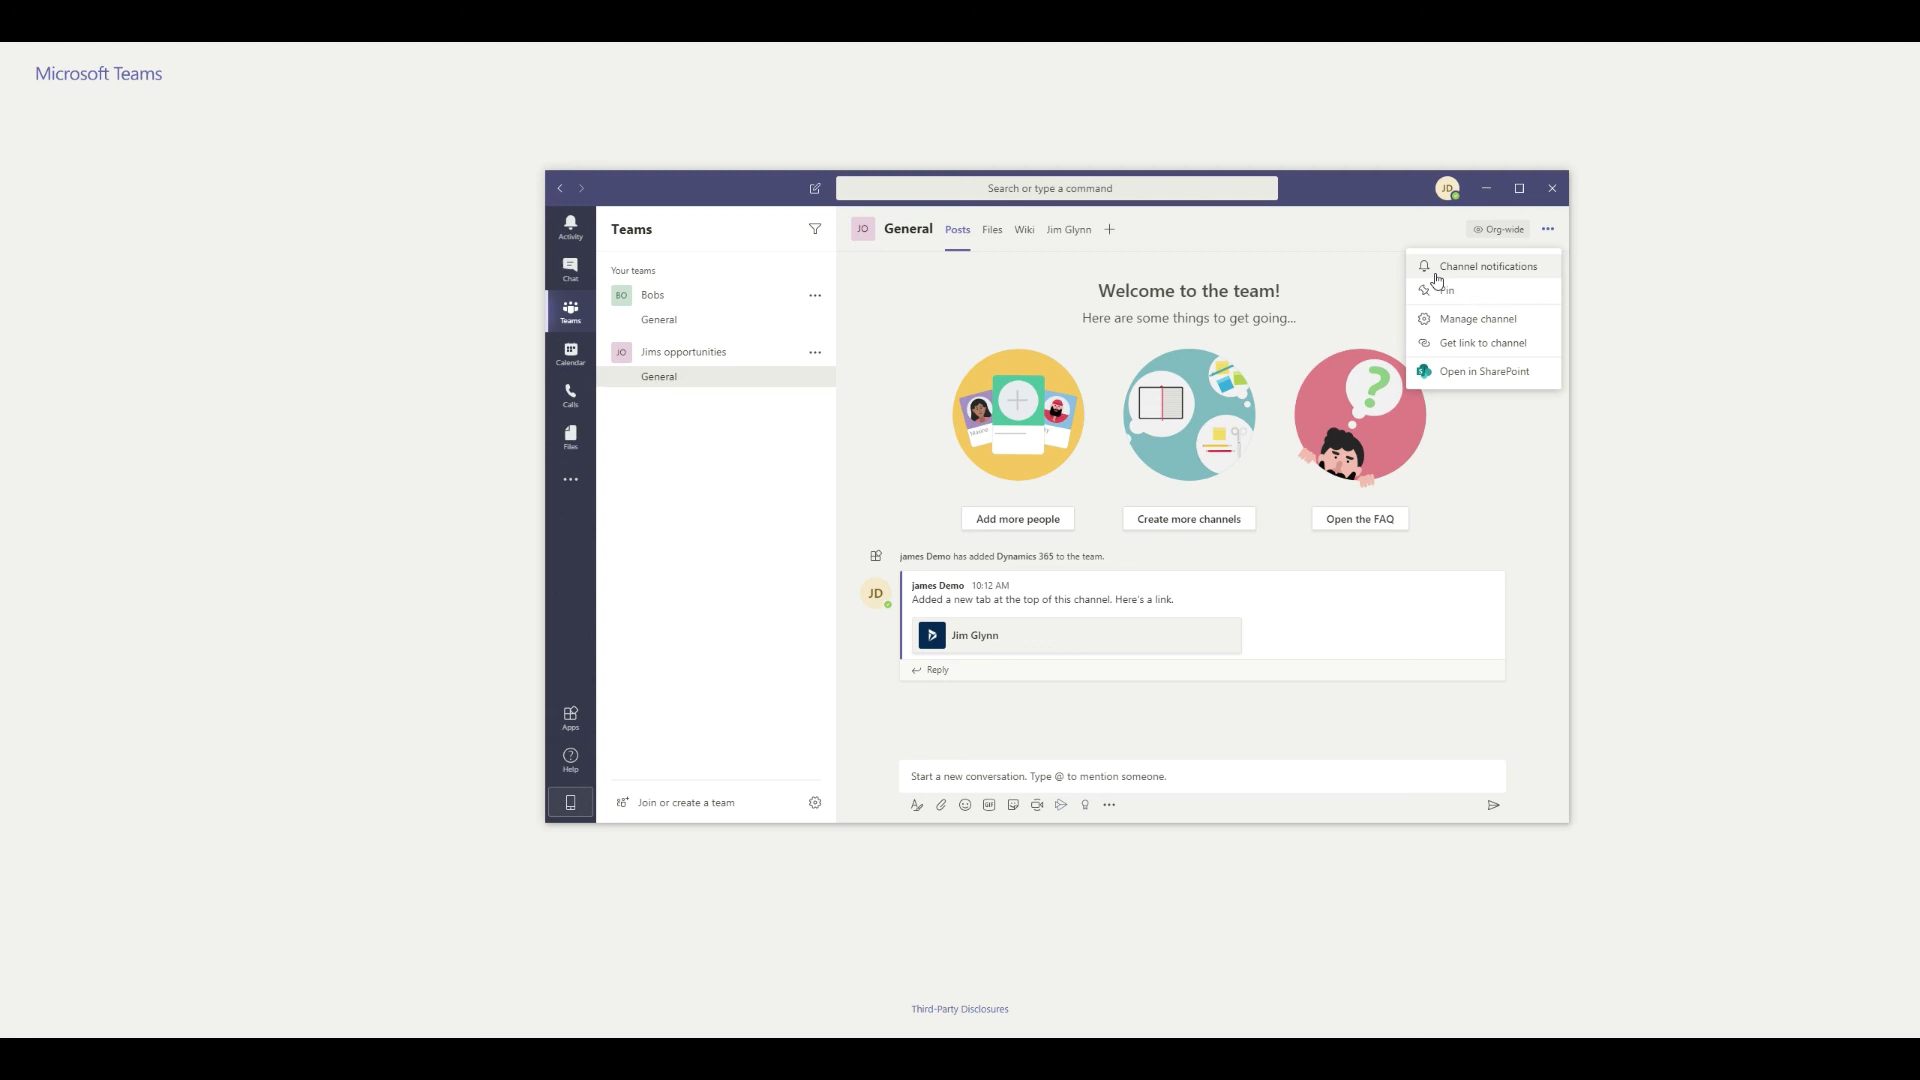 Microsoft Teams
Search or type a command
JD
Activity
Chat
Teams
Calendar
Calls
Files
Apps
Help
Teams
Your teams
BO Bobs
General
JO Jims opportunities
General
Join or create a team
JO General Posts Files Wiki Jim Glynn
Org-wide
Channel notifications
Pin
Manage channel
Get link to channel
Open in SharePoint
Welcome to the team!
Here are some things to get going...
Add more people
Create more channels
Open the FAQ
james Demo has added Dynamics 365 to the team.
JD
james Demo 10:12 AM
Added a new tab at the top of this channel. Here's a link.
Jim Glynn
Reply
Start a new conversation. Type @ to mention someone.
GIF
Third-Party Disclosures